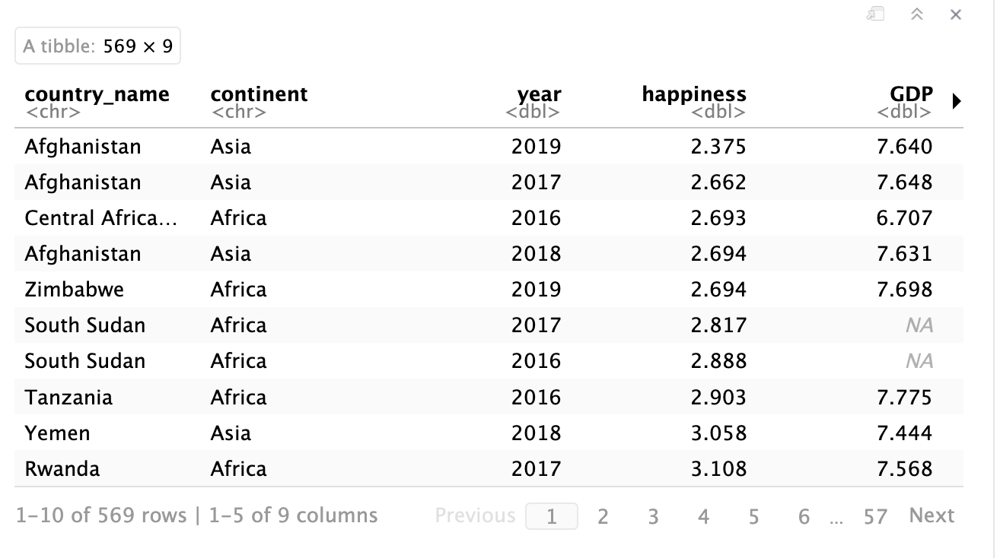 A tibble: 569 × 9
country_name continent year happiness GDP
<chr> <chr> <dbl> <dbl> <dbl>
Afghanistan Asia 2019 2.375 7.640
Afghanistan Asia 2017 2.662 7.648
Central Africa... Africa 2016 2.693 6.707
Afghanistan Asia 2018 2.694 7.631
Zimbabwe Africa 2019 2.694 7.698
South Sudan Africa 2017 2.817 NA
South Sudan Africa 2016 2.888 NA
Tanzania Africa 2016 2.903 7.775
Yemen Asia 2018 3.058 7.444
Rwanda Africa 2017 3.108 7.568
1–10 of 569 rows | 1–5 of 9 columns Previous 1 2 3 4 5 6 ... 57 Next